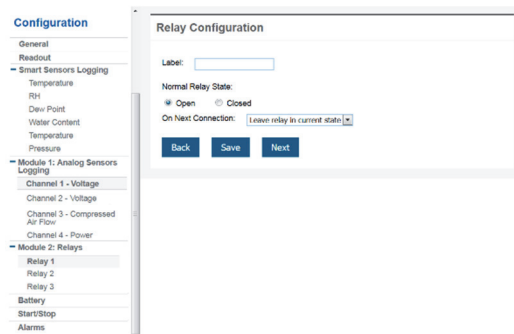 Configuration
General
Readout
Smart Sensors Logging
Temperature
RH
Dew Point
Water Content
Temperature
Pressure
Module 1: Analog Sensors
Logging
Channel 1 - Voltage
Channel 2 - Voltage
Channel 3 - Compressed
Air Flow
Channel 4 - Power
Module 2: Relays
Relay 1
Relay 2
Relay 3
Battery
Start/Stop
Alarms
Relay Configuration
Label:
Normal Relay State:
Open Closed
On Next Connection: Leave relay in current state
Back Save Next